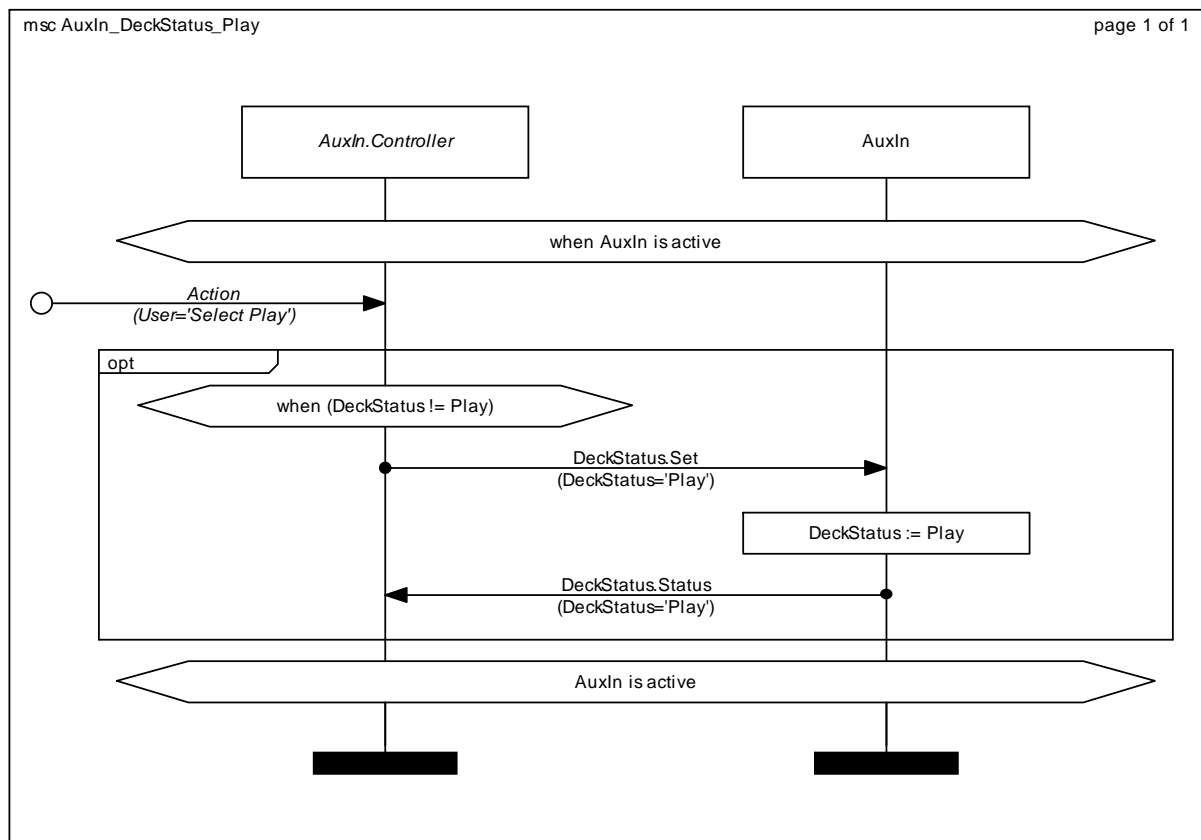 msc AuxIn_DeckStatus_Play
page 1 of 1
AuxIn.Controller
AuxIn
when AuxIn is active
Action
(User='Select Play')
opt
when (DeckStatus != Play)
DeckStatus.Set
(DeckStatus='Play')
DeckStatus := Play
DeckStatus.Status
(DeckStatus='Play')
AuxIn is active